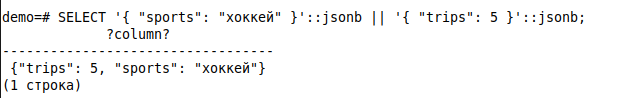 demo=# SELECT '{ "sports": "хоккей" }'::jsonb || '{ "trips": 5 }'::jsonb;
?column?
----------------------------------
{"trips": 5, "sports": "хоккей"}
(1 строка)